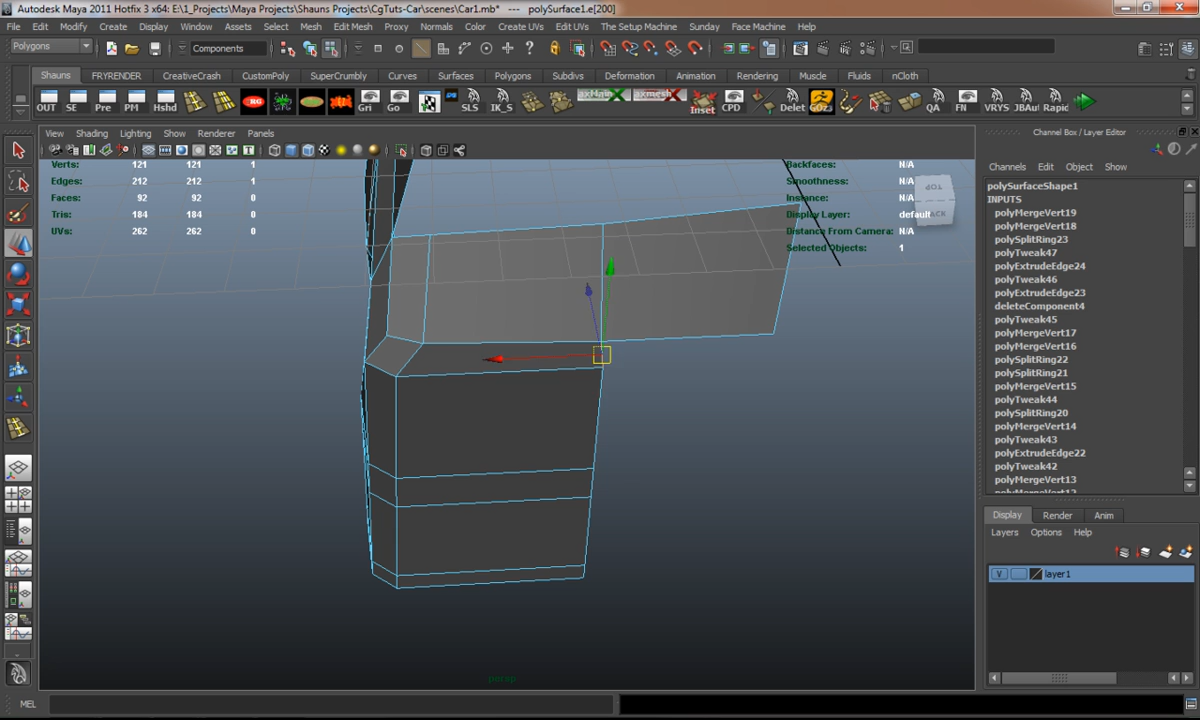 Autodesk Maya 2011 Hotfix 3 x64: E:\1_Projects\Maya Projects\Shauns Projects\CgTuts-Car\scenes\Car1.mb* --- polySurface1.e[200]
File Edit Modify Create Display Window Assets Select Mesh Edit Mesh Proxy Normals Color Create UVs Edit UVs The Setup Machine Sunday Face Machine Help
Polygons Components
Shauns FRYRENDER CreativeCrash CustomPoly SuperCrumbly Curves Surfaces Polygons Subdivs Deformation Animation Rendering Muscle Fluids nCloth
OUT SE Pre PM Hshd Gri Go SLS IK_S Inset CPD Delet GOz3 QA FN VRYS JBAu Rapic
View Shading Lighting Show Renderer Panels
Channel Box / Layer Editor
Channels Edit Object Show
Verts: 121 121 1
Edges: 212 212 1
Faces: 92 92 0
Tris: 184 184 0
UVs: 262 262 0
Backfaces: N/A
Smoothness: N/A
Instance: N/A
Display Layer: default
Distance From Camera: N/A
Selected Objects: 1
TOP
polySurfaceShape1
INPUTS
polyMergeVert19
polyMergeVert18
polySplitRing23
polyTweak47
polyExtrudeEdge24
polyTweak46
polyExtrudeEdge23
deleteComponent4
polyTweak45
polyMergeVert17
polyMergeVert16
polySplitRing22
polySplitRing21
polyMergeVert15
polyTweak44
polySplitRing20
polyMergeVert14
polyTweak43
polyExtrudeEdge22
polyTweak42
polyMergeVert13
Display Render Anim
Layers Options Help
V layer1
persp
MEL